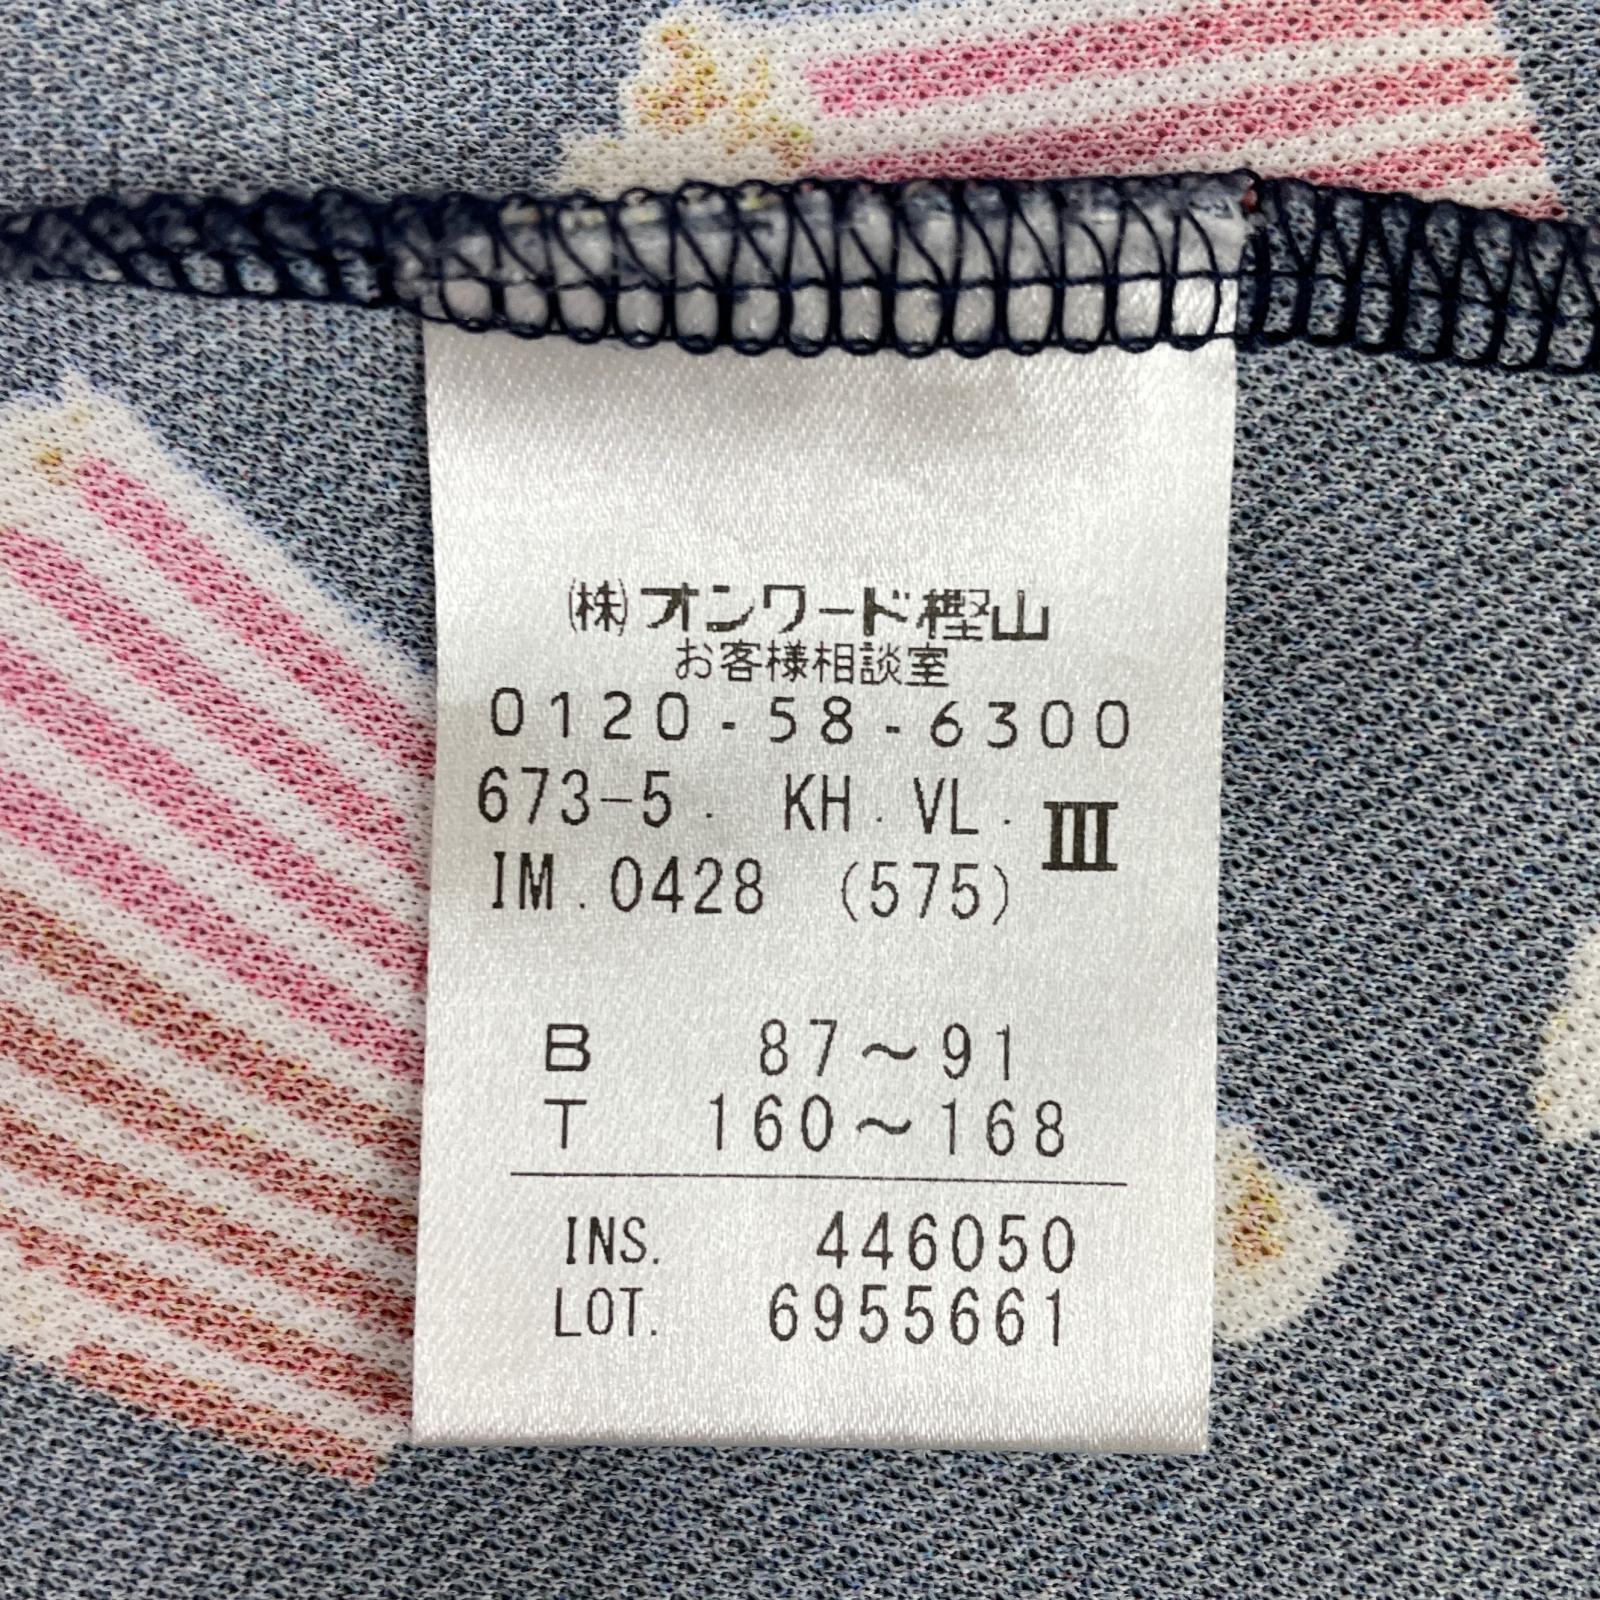 ㈱オンワード樫山
お客様相談室
0120-58-6300
673-5. KH. VL. III
IM. 0428 (575)
B 87～91
T 160～168
INS. 446050
LOT. 6955661